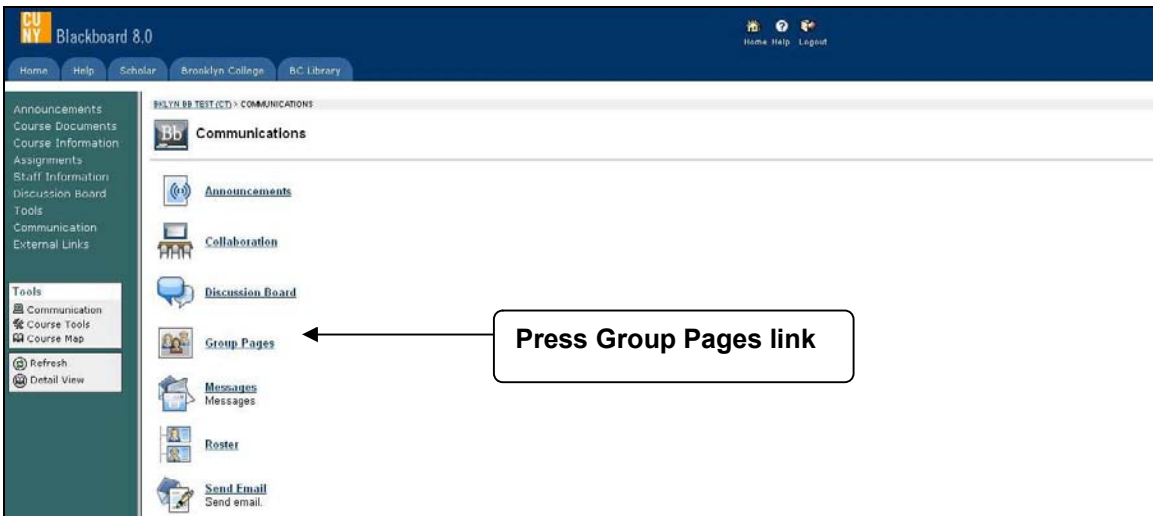 CU
NY Blackboard 8.0
Home Help Logout
Home Help Scholar Brooklyn College BC Library
BKLYN BB TEST (CT) > COMMUNICATIONS
Bb Communications
Announcements
Course Documents
Course Information
Assignments
Staff Information
Discussion Board
Tools
Communication
External Links
Tools
Communication
Course Tools
Course Map
Refresh
Detail View
Announcements
Collaboration
Discussion Board
Group Pages
Press Group Pages link
Messages
Messages
Roster
Send Email
Send email.